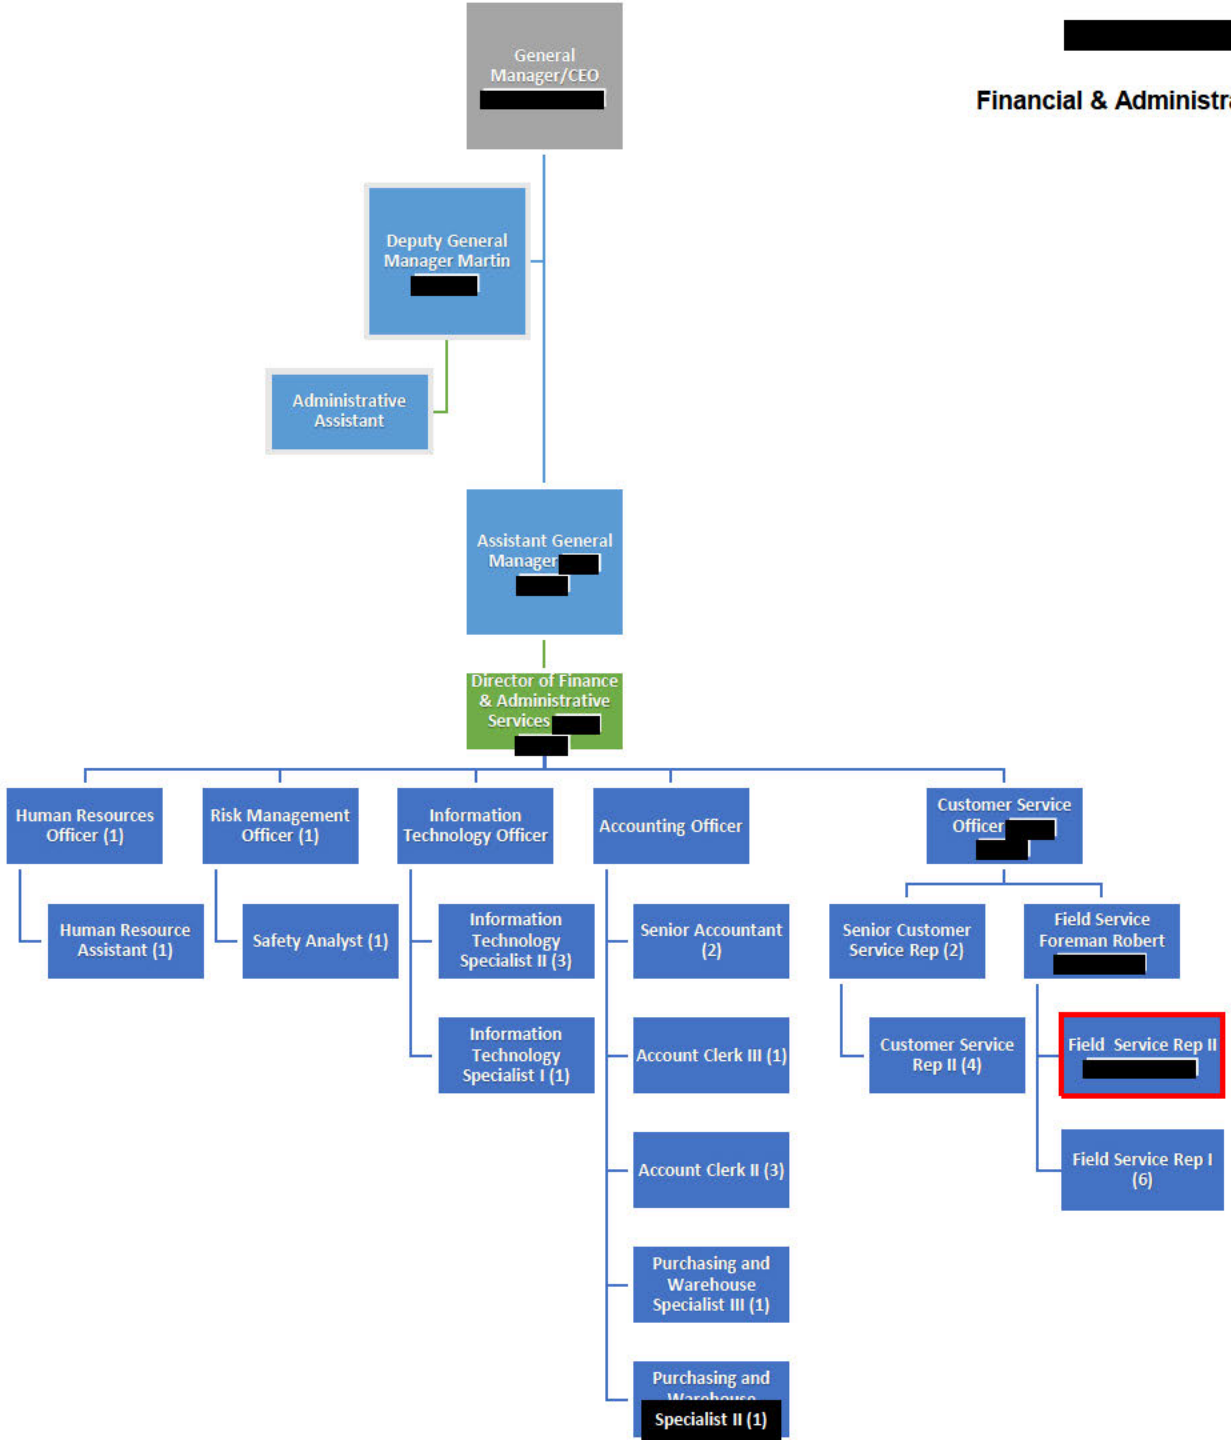 General
Manager/CEO
Financial & Administra
Deputy General
Manager Martin
Administrative
Assistant
Assistant General
Manager
Director of Finance
& Administrative
Services
Human Resources
Officer (1)
Risk Management
Officer (1)
Information
Technology Officer
Accounting Officer
Customer Service
Officer
Human Resource
Assistant (1)
Safety Analyst (1)
Information
Technology
Specialist II (3)
Senior Accountant
(2)
Senior Customer
Service Rep (2)
Field Service
Foreman Robert
Information
Technology
Specialist I (1)
Account Clerk III (1)
Customer Service
Rep II (4)
Field Service Rep II
Account Clerk II (3)
Field Service Rep I
(6)
Purchasing and
Warehouse
Specialist III (1)
Purchasing and
Warehouse
Specialist II (1)